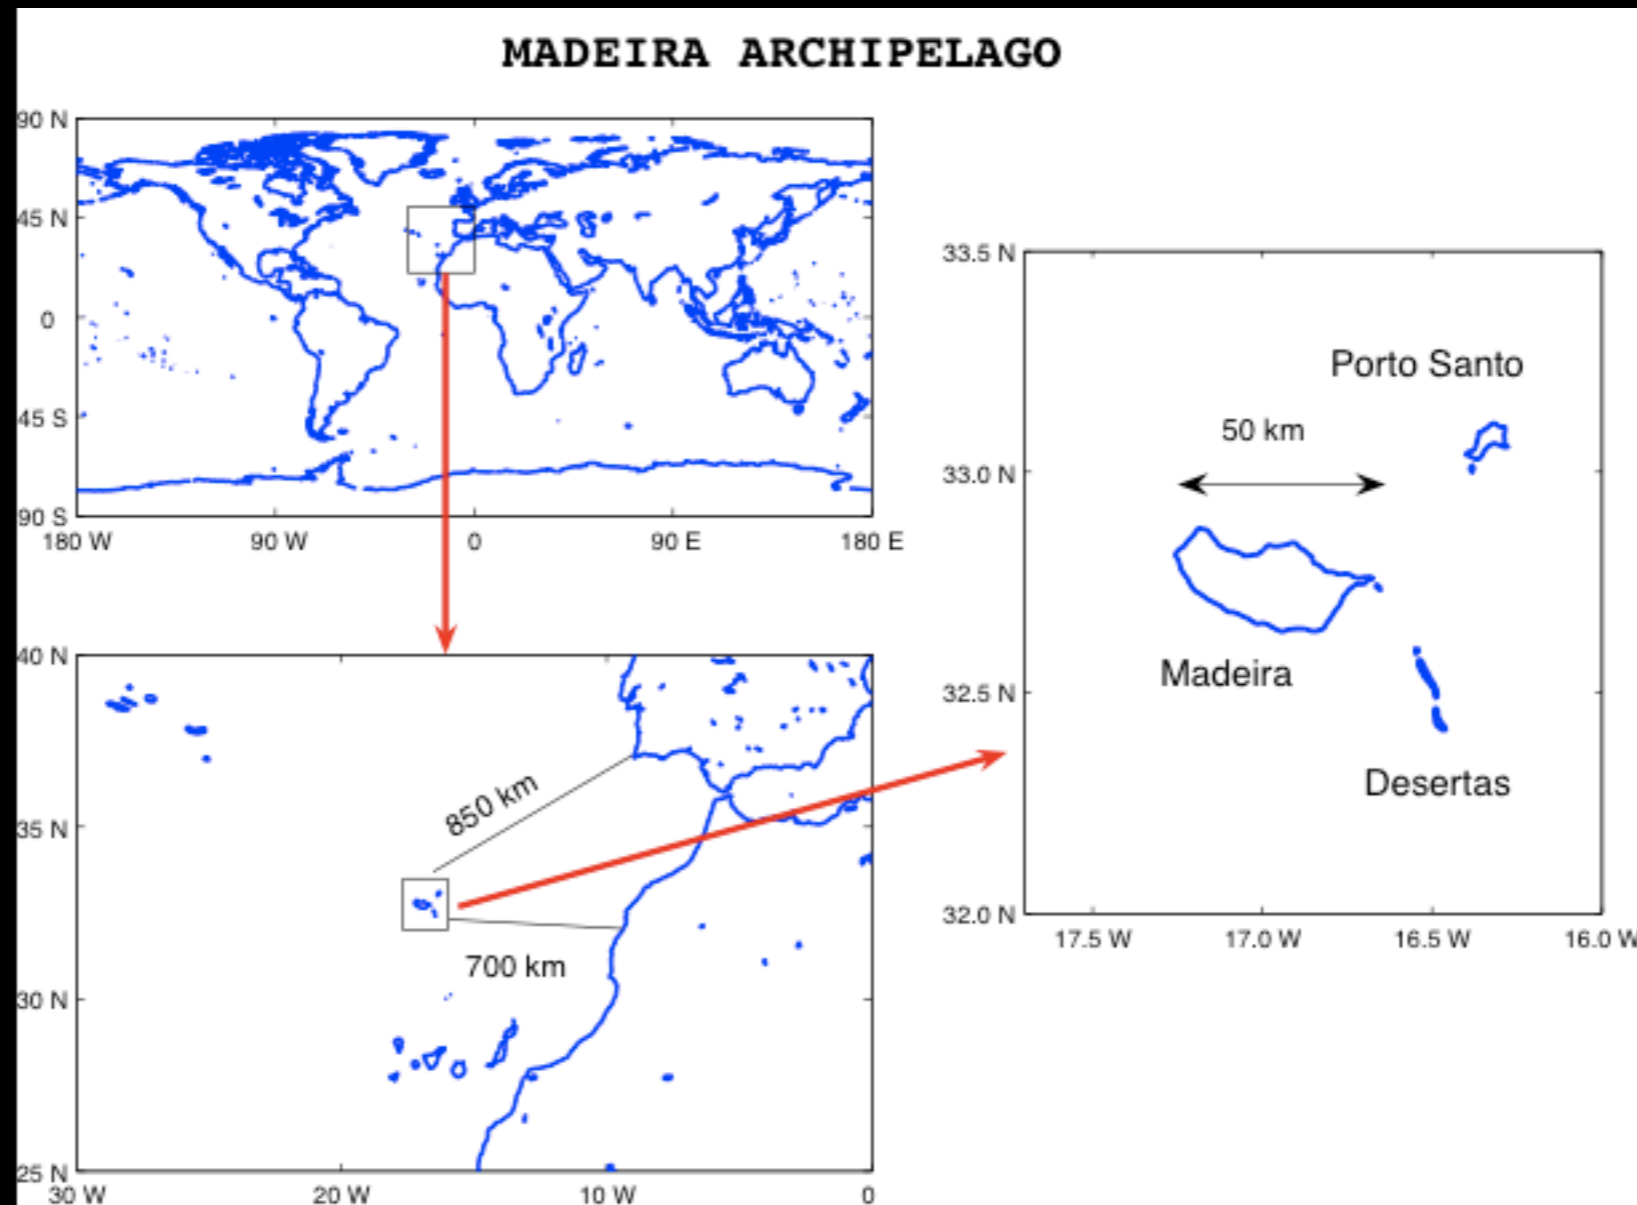 MADEIRA ARCHIPELAGO
90 N
45 N
0
45 S
90 S
180 W 90 W 0 90 E 180 E
40 N
35 N
30 N
25 N
30 W 20 W 10 W 0
850 km
700 km
33.5 N
33.0 N
32.5 N
32.0 N
17.5 W 17.0 W 16.5 W 16.0 W
Porto Santo
50 km
Madeira
Desertas